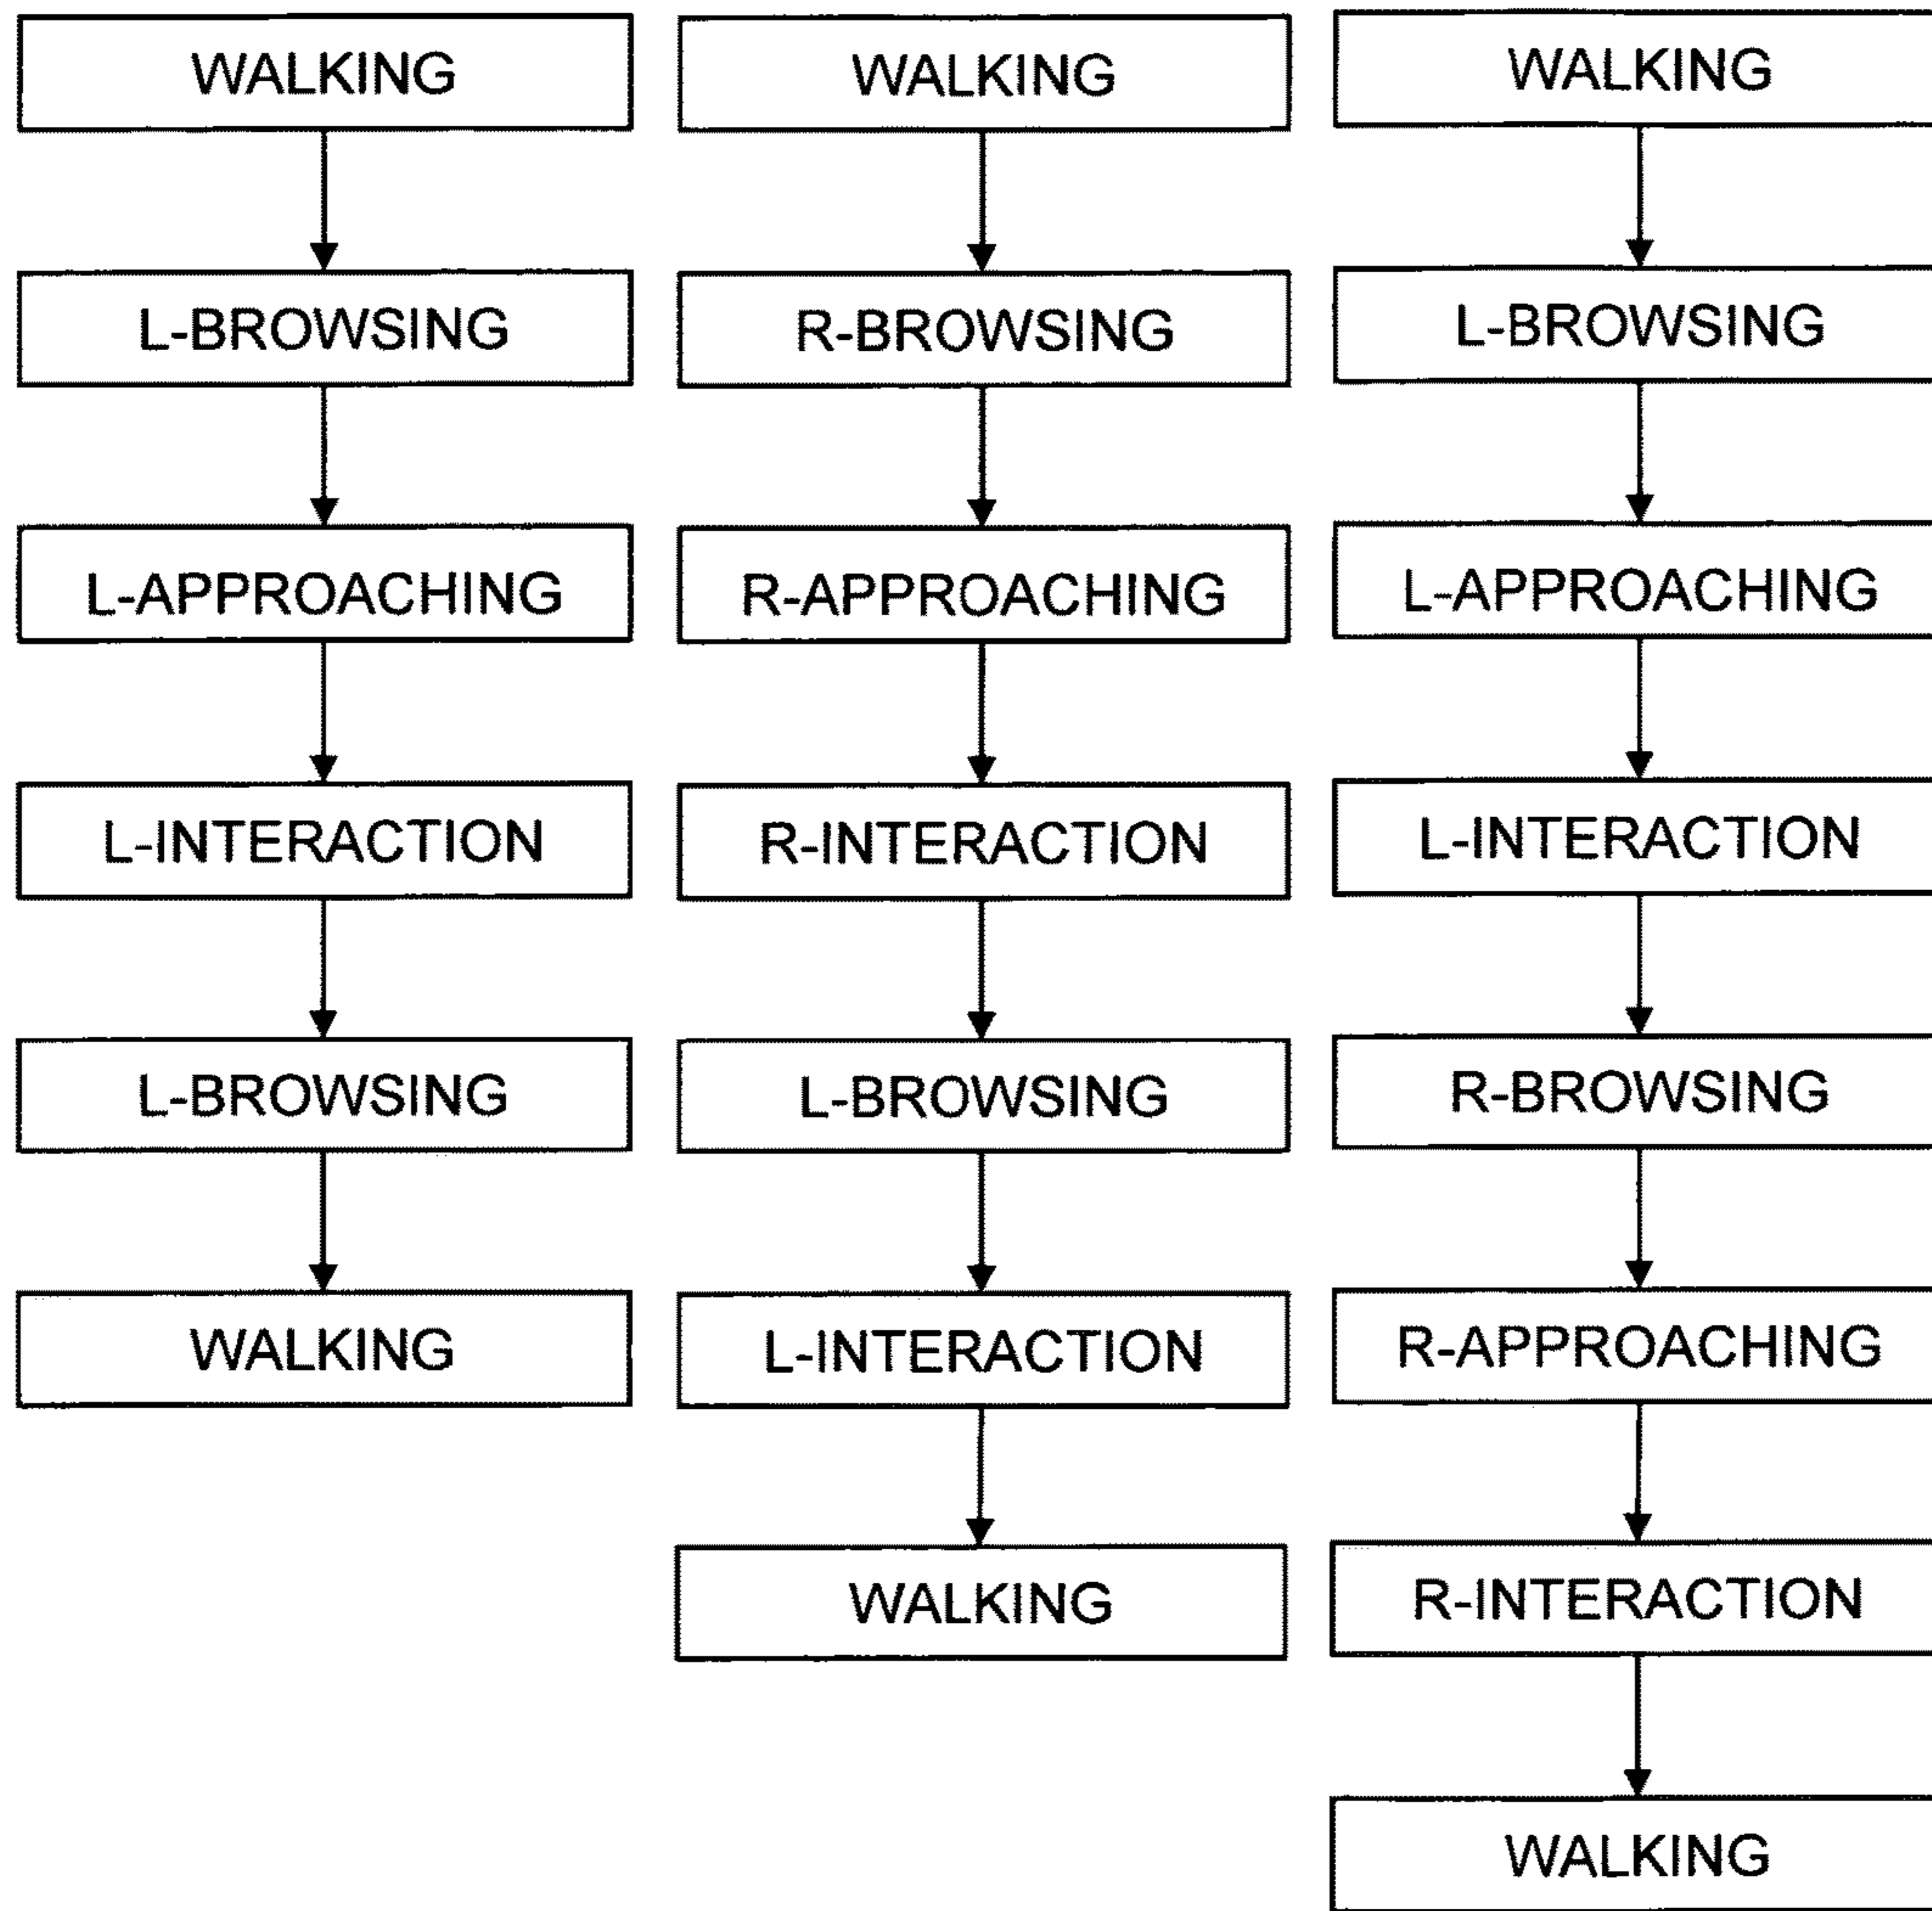 WALKING
L-BROWSING
L-APPROACHING
L-INTERACTION
L-BROWSING
WALKING
WALKING
R-BROWSING
R-APPROACHING
R-INTERACTION
L-BROWSING
L-INTERACTION
WALKING
WALKING
L-BROWSING
L-APPROACHING
L-INTERACTION
R-BROWSING
R-APPROACHING
R-INTERACTION
WALKING